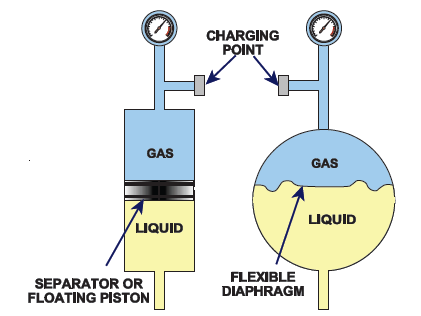 CHARGING
POINT
GAS
GAS
LIQUID
LIQUID
SEPARATOR OR
FLOATING PISTON
FLEXIBLE
DIAPHRAGM